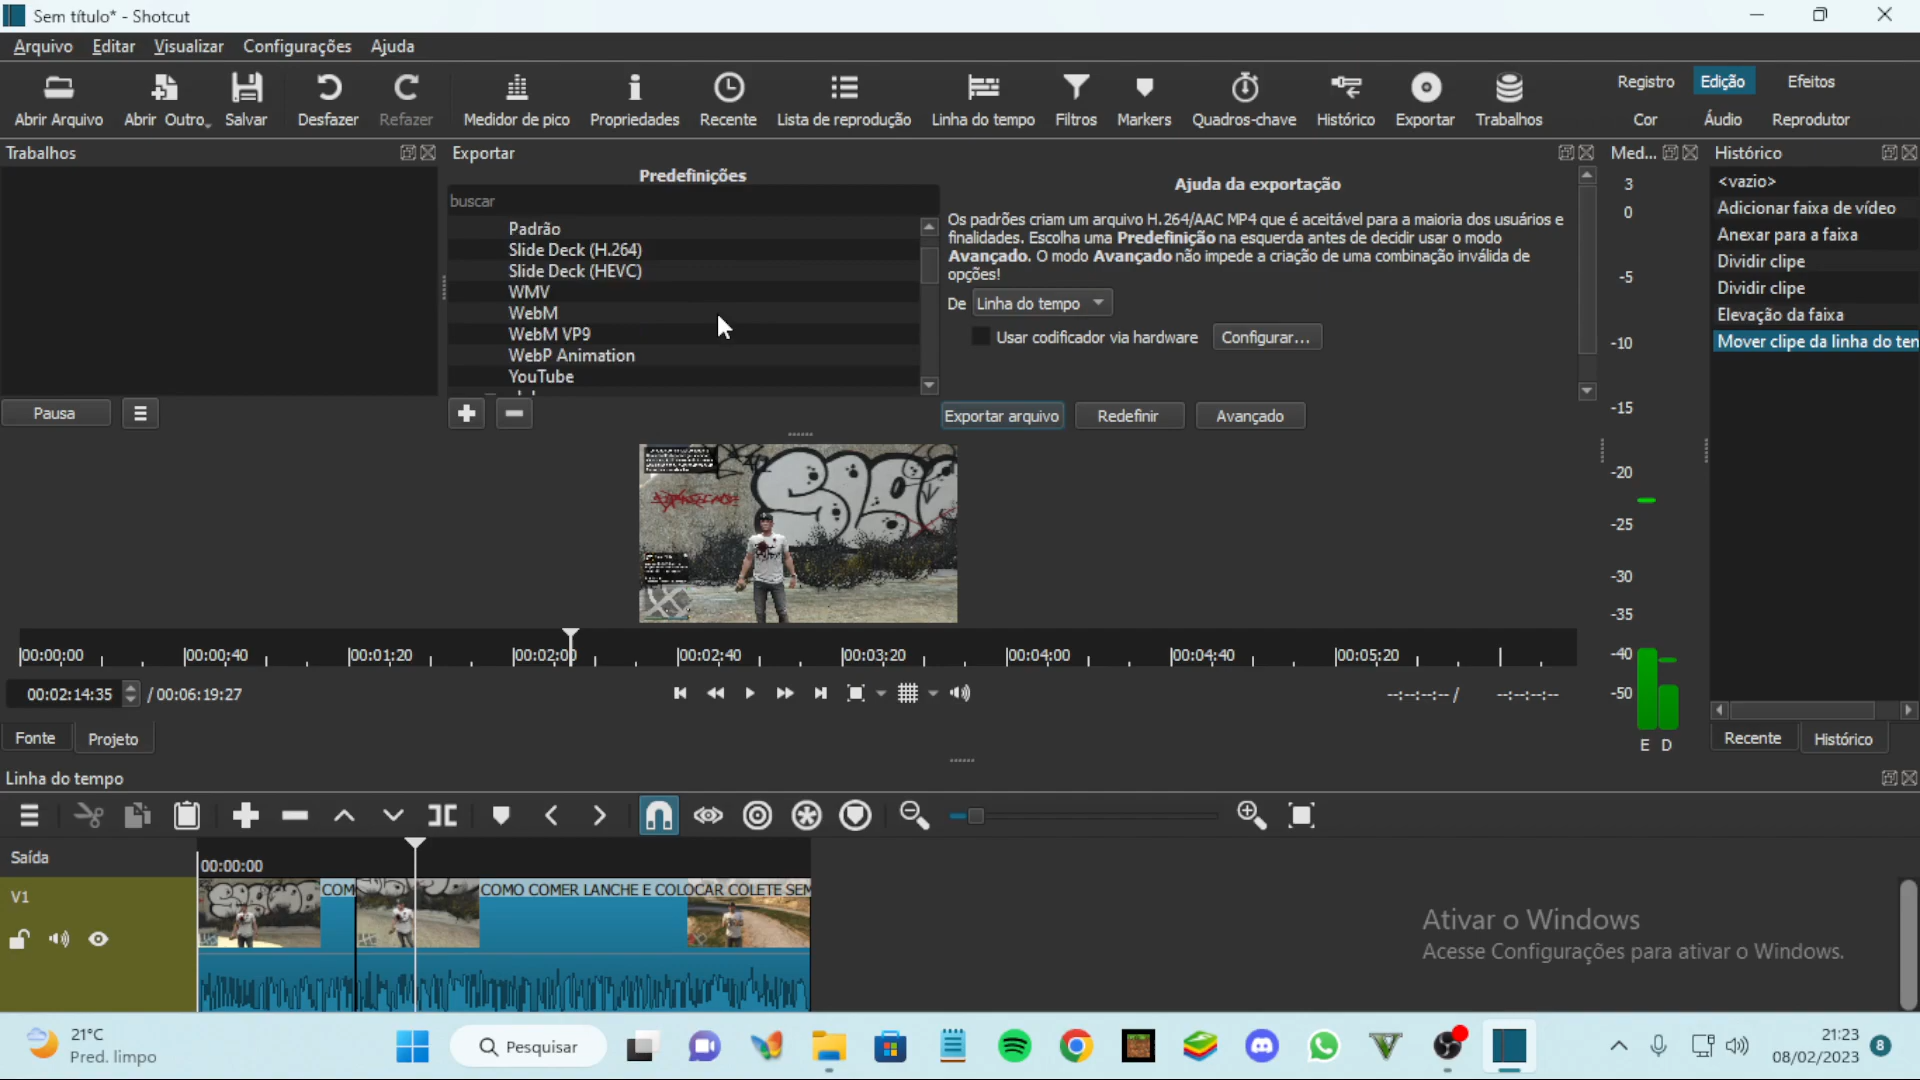 Sem título* - Shotcut
Arquivo Editar Visualizar Configurações Ajuda
Abrir Arquivo Abrir Outro... Salvar Desfazer Refazer Medidor de pico Propriedades Recente Lista de reprodução Linha do tempo Filtros Markers Quadros-chave Histórico Exportar Trabalhos
Registro Edição Efeitos
Cor Áudio Reprodutor
Trabalhos
Pausa
Exportar
Predefinições
buscar
Padrão
Slide Deck (H.264)
Slide Deck (HEVC)
WMV
WebM
WebM VP9
WebP Animation
YouTube
Ajuda da exportação
Os padrões criam um arquivo H.264/AAC MP4 que é aceitável para a maioria dos usuários e
finalidades. Escolha uma Predefinição na esquerda antes de decidir usar o modo
Avançado. O modo Avançado não impede a criação de uma combinação inválida de
opções!
De Linha do tempo
Usar codificador via hardware Configurar...
Exportar arquivo Redefinir Avançado
Med...
3
0
-5
-10
-15
-20
-25
-30
-35
-40
-50
E D
Histórico
<vazio>
Adicionar faixa de vídeo
Anexar para a faixa
Dividir clipe
Dividir clipe
Elevação da faixa
Mover clipe da linha do ten
Recente Histórico
00:00:00 00:00:40 00:01:20 00:02:00 00:02:40 00:03:20 00:04:00 00:04:40 00:05:20
00:02:14:35 / 00:06:19:27 --:--:--:-- / --:--:--:--
Fonte Projeto
Linha do tempo
Saída
00:00:00
V1
COM COMO COMER LANCHE E COLOCAR COLETE SEM
Ativar o Windows
Acesse Configurações para ativar o Windows.
21°C
Pred. limpo
Pesquisar
21:23
08/02/2023
8